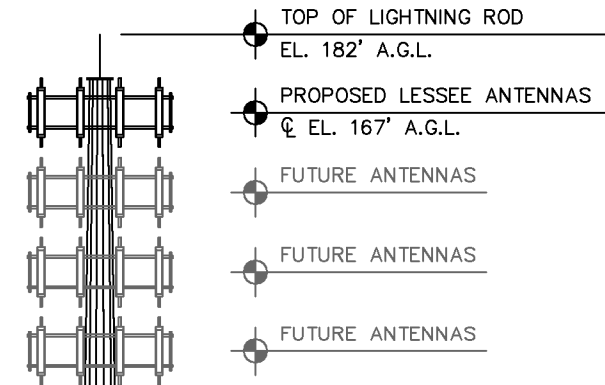 TOP OF LIGHTNING ROD
EL. 182' A.G.L.
PROPOSED LESSEE ANTENNAS
℄ EL. 167' A.G.L.
FUTURE ANTENNAS
FUTURE ANTENNAS
FUTURE ANTENNAS